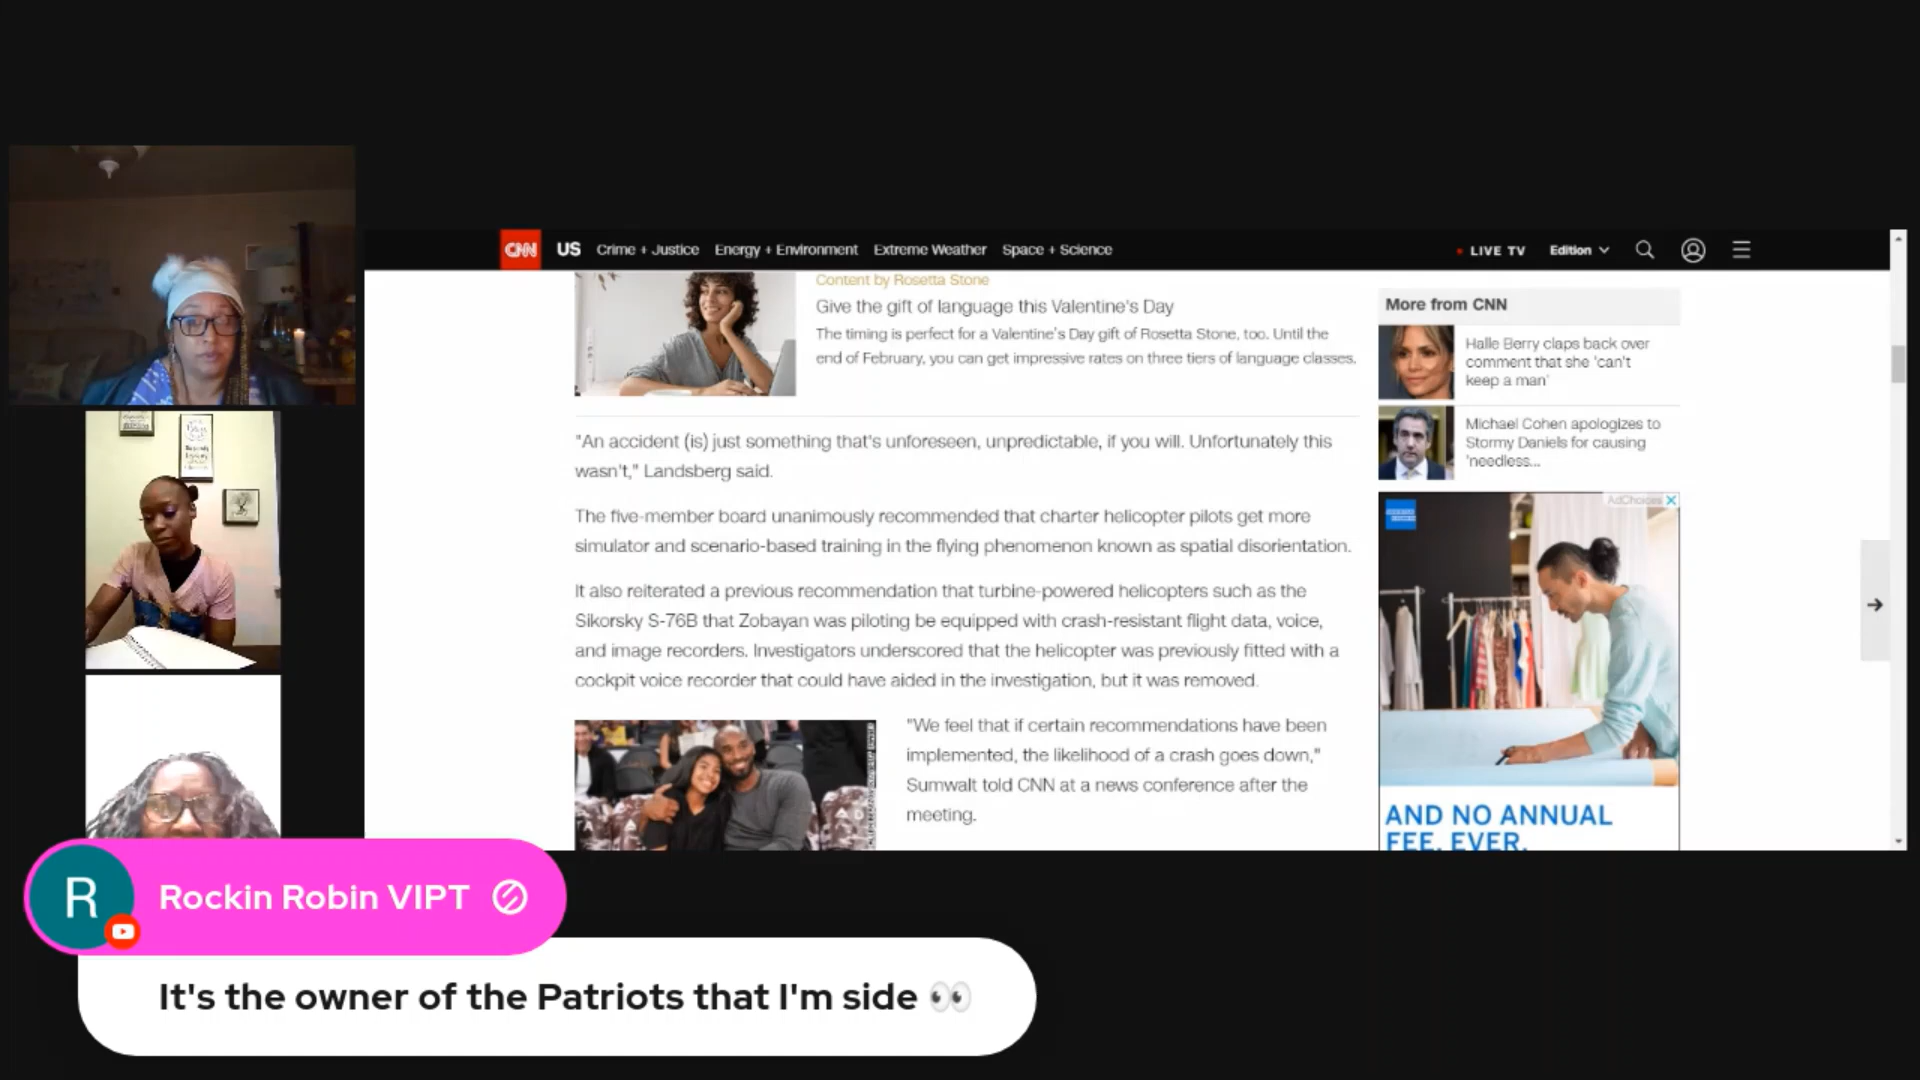 CNN US Crime + Justice Energy + Environment Extreme Weather Space + Science LIVE TV Edition
Content by Rosetta Stone
Give the gift of language this Valentine's Day
The timing is perfect for a Valentine's Day gift of Rosetta Stone, too. Until the
end of February, you can get impressive rates on three tiers of language classes.
"An accident (is) just something that's unforeseen, unpredictable, if you will. Unfortunately this
wasn't," Landsberg said.
The five-member board unanimously recommended that charter helicopter pilots get more
simulator and scenario-based training in the flying phenomenon known as spatial disorientation.
It also reiterated a previous recommendation that turbine-powered helicopters such as the
Sikorsky S-76B that Zobayan was piloting be equipped with crash-resistant flight data, voice,
and image recorders. Investigators underscored that the helicopter was previously fitted with a
cockpit voice recorder that could have aided in the investigation, but it was removed.
"We feel that if certain recommendations have been
implemented, the likelihood of a crash goes down,"
Sumwalt told CNN at a news conference after the
meeting.
More from CNN
Halle Berry claps back over
comment that she 'can't
keep a man'
Michael Cohen apologizes to
Stormy Daniels for causing
'needless...
AdChoices
AND NO ANNUAL
FEE. EVER.
R
Rockin Robin VIPT
It's the owner of the Patriots that I'm side 👀